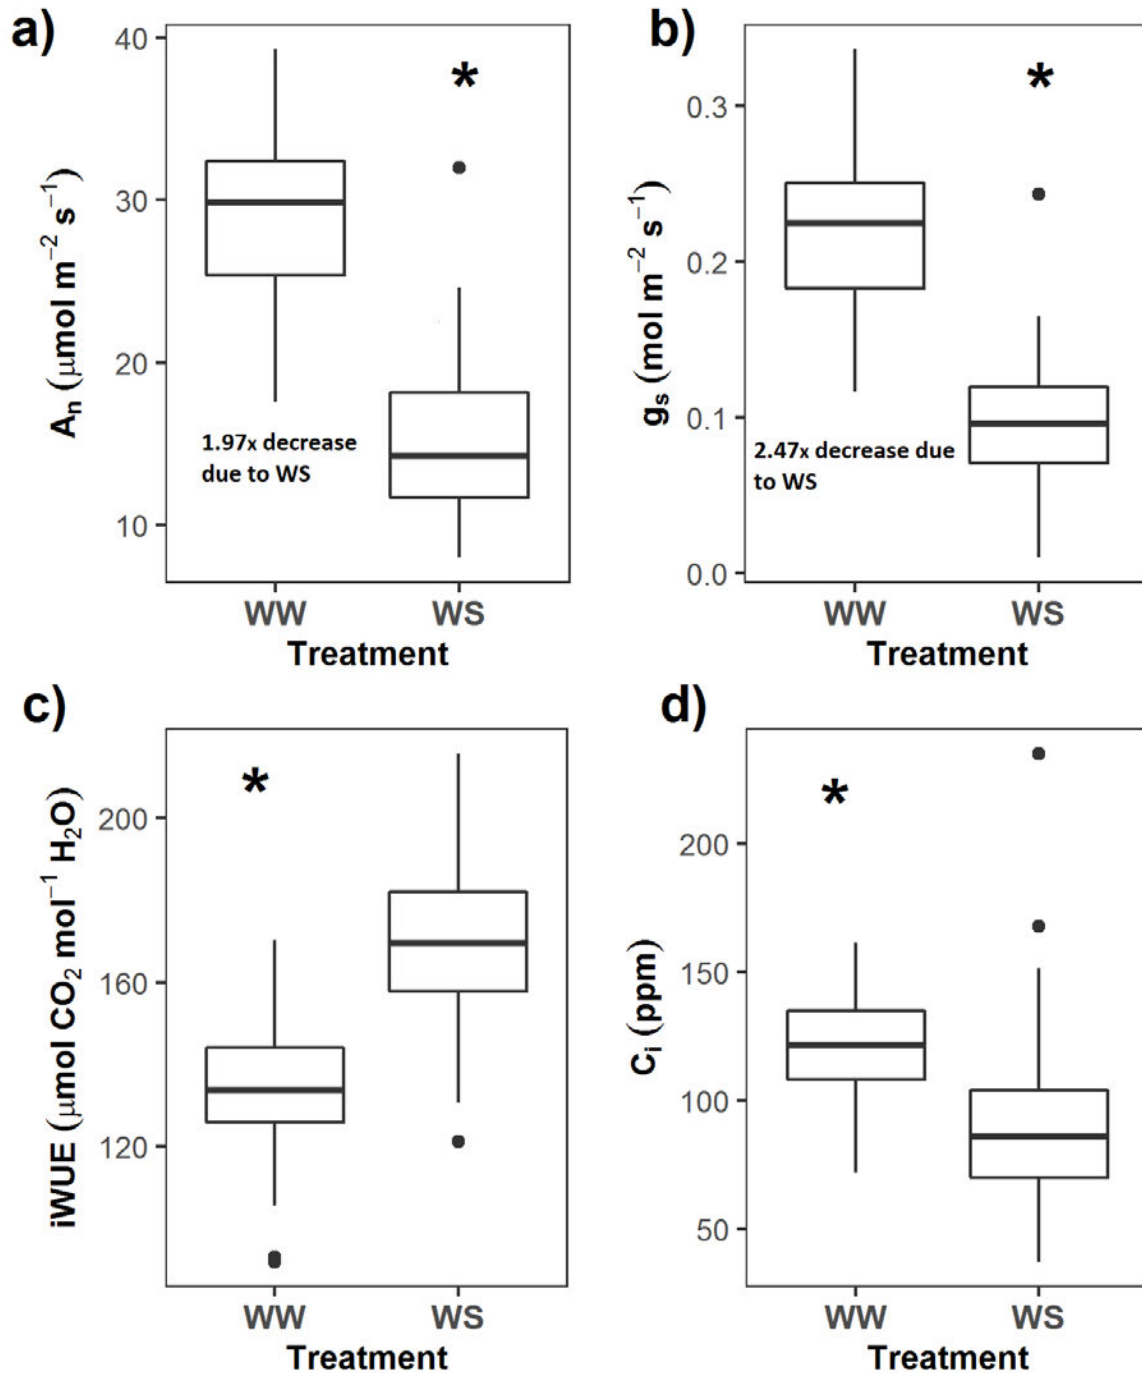 a)
40
30
20
10
Aₙ (μmol m⁻² s⁻¹)
*
1.97x decrease
due to WS
WW WS
Treatment
b)
0.3
0.2
0.1
0.0
gₛ (mol m⁻² s⁻¹)
*
2.47x decrease due
to WS
WW WS
Treatment
c)
200
160
120
iWUE (μmol CO₂ mol⁻¹ H₂O)
*
WW WS
Treatment
d)
200
150
100
50
Cᵢ (ppm)
*
WW WS
Treatment